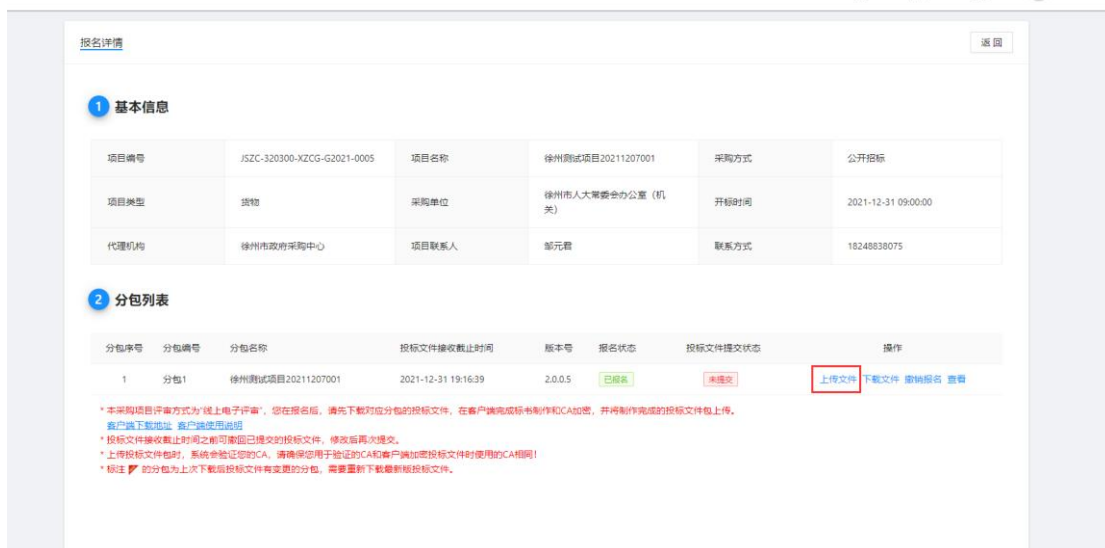 报名详情
返 回
1 基本信息
项目编号 JSZC-320300-XZCG-G2021-0005 项目名称 徐州测试项目20211207001 采购方式 公开招标
项目类型 货物 采购单位 徐州市人大常委会办公室（机关） 开标时间 2021-12-31 09:00:00
代理机构 徐州市政府采购中心 项目联系人 邹元君 联系方式 18248838075
2 分包列表
分包序号 分包编号 分包名称 投标文件接收截止时间 版本号 报名状态 投标文件提交状态 操作
1 分包1 徐州测试项目20211207001 2021-12-31 19:16:39 2.0.0.5 已报名 未提交 上传文件 下载文件 撤销报名 查看
* 本采购项目评审方式为“线上电子评审”，您在报名后，请先下载对应分包的投标文件，在客户端完成标书制作和CA加密，并将制作完成的投标文件包上传。
客户端下载地址 客户端使用说明
* 投标文件接收截止时间之前可撤回已提交的投标文件，修改后再次提交。
* 上传投标文件包时，系统会验证您的CA，请确保您用于验证的CA和客户端加密投标文件时使用的CA相同！
* 标注 的分包为上次下载后投标文件有变更的分包，需要重新下载最新版投标文件。